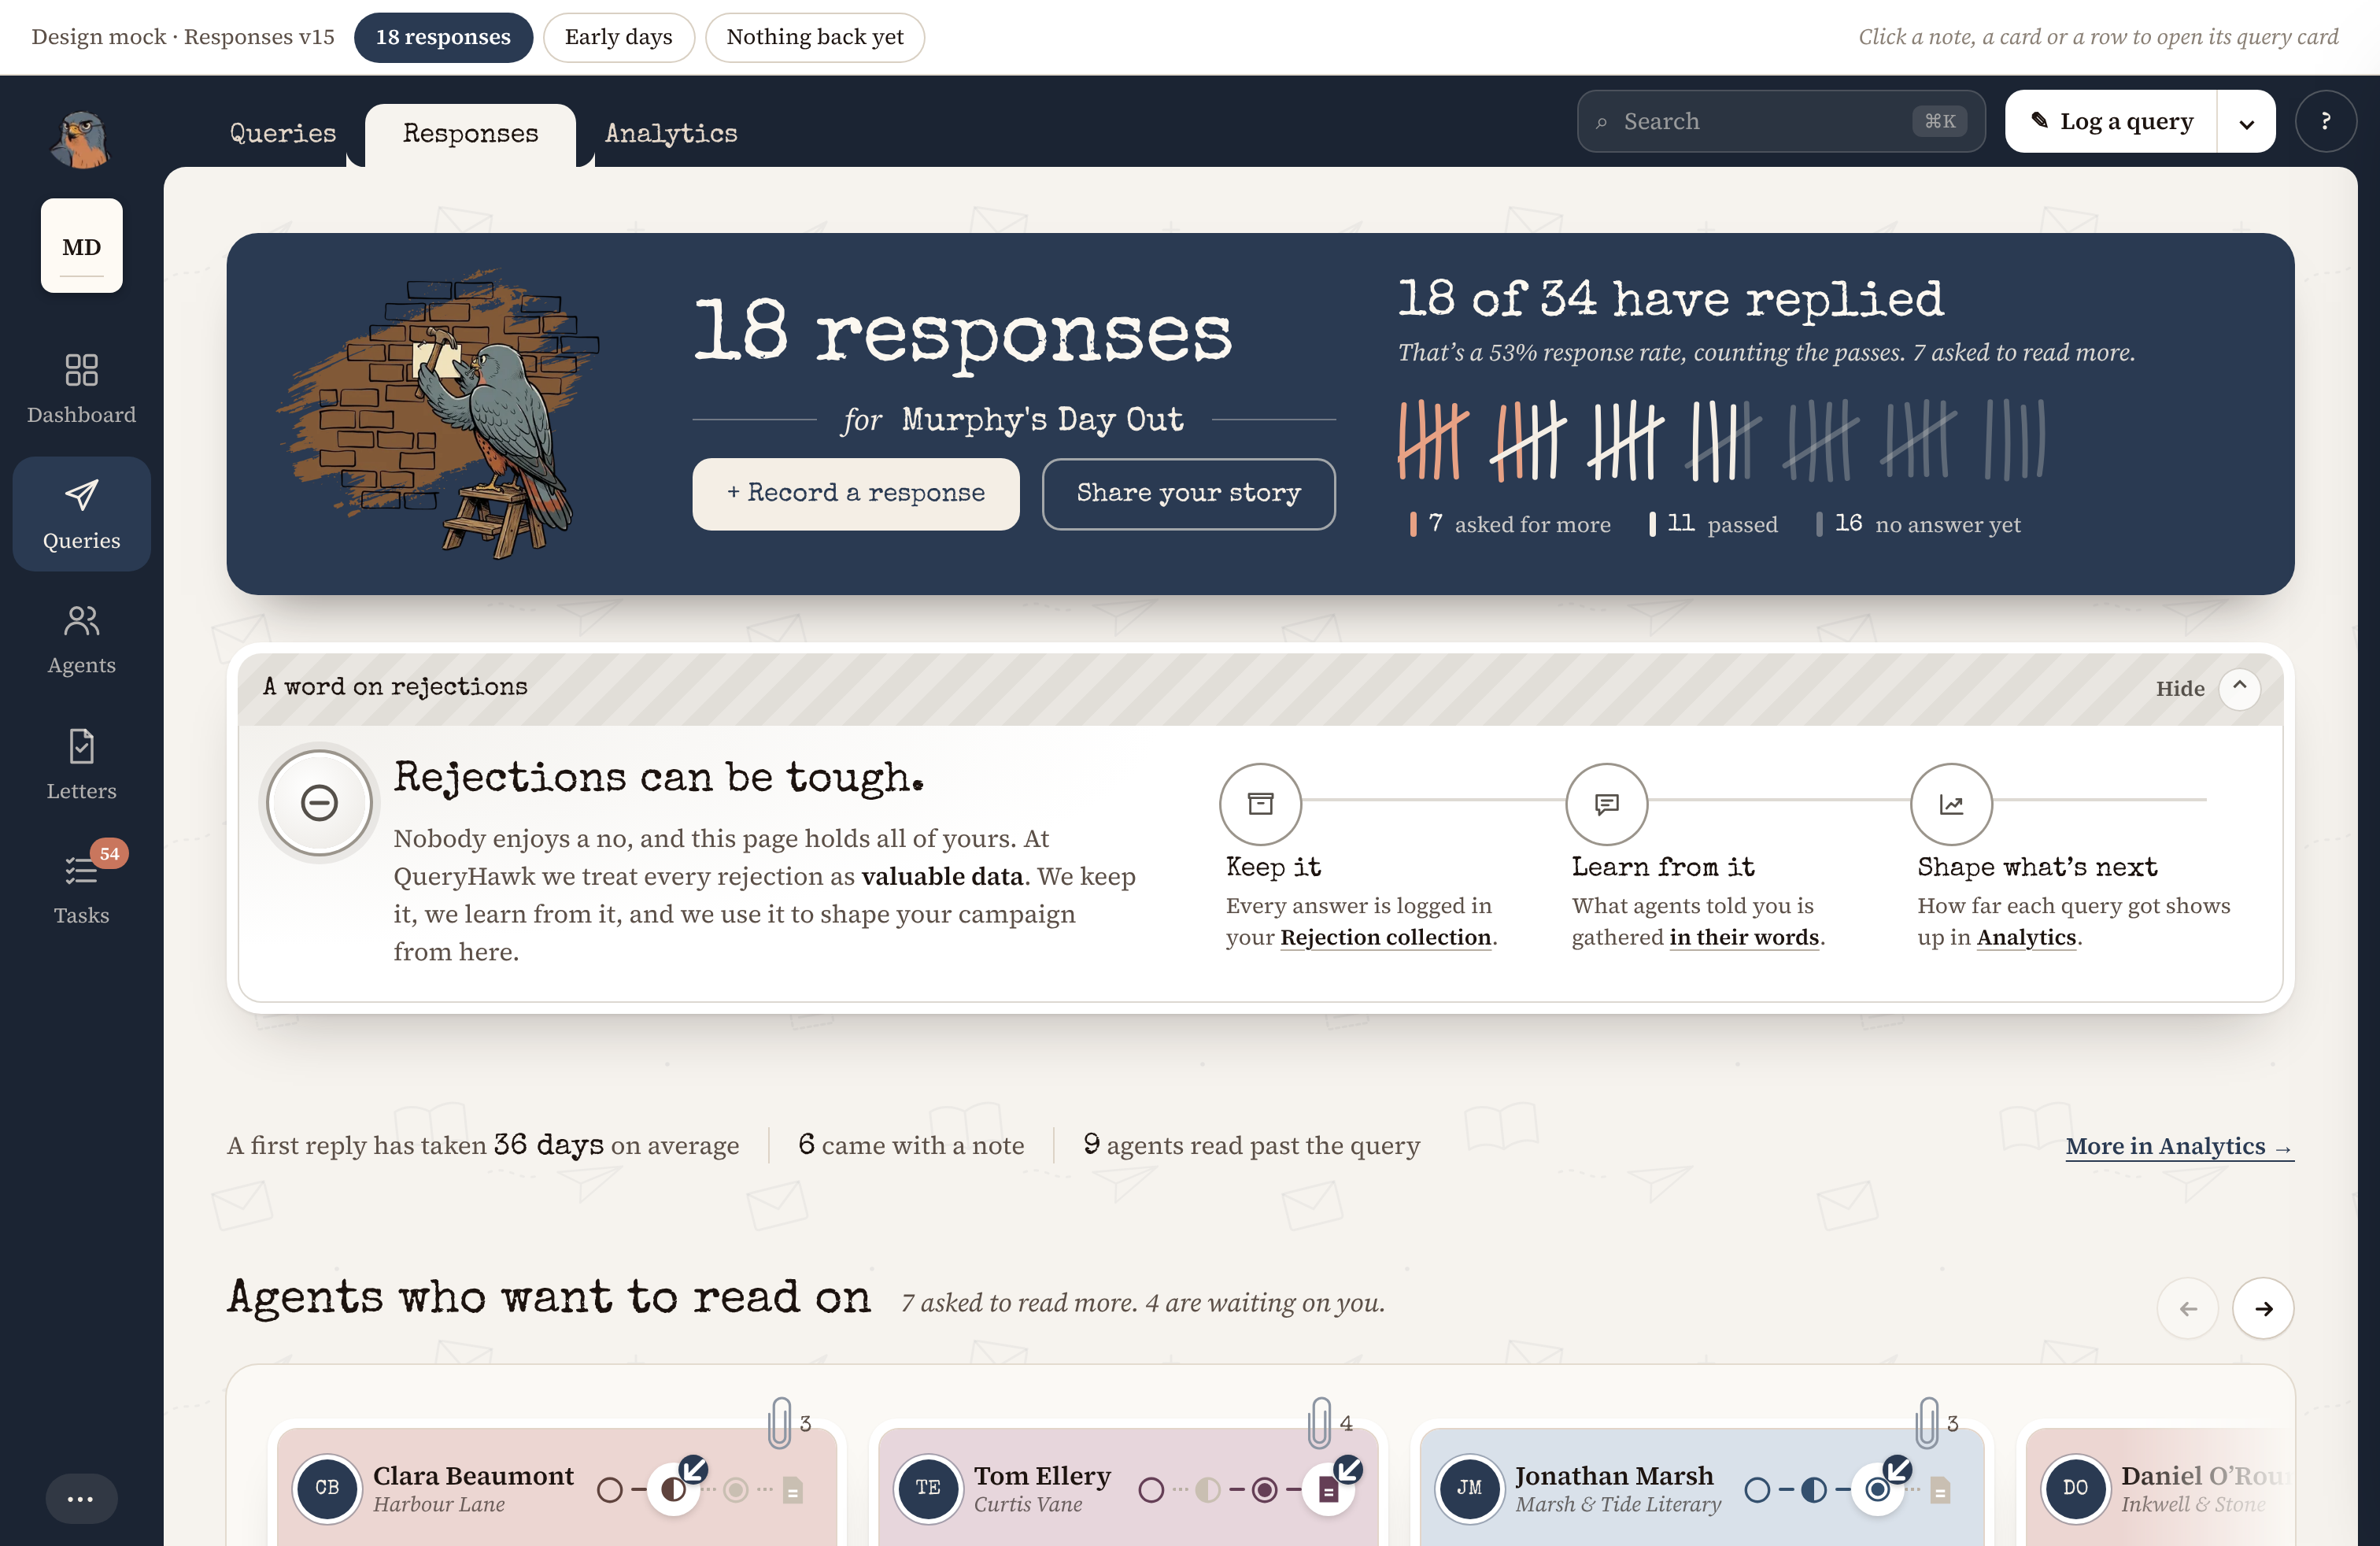 Design mock · Responses v15
18 responses
Early days
Nothing back yet
Click a note, a card or a row to open its query card
Queries
Responses
Analytics
Search
⌘K
✎ Log a query
?
MD
Dashboard
Queries
Agents
Letters
54
Tasks
18 responses
for Murphy's Day Out
+ Record a response
Share your story
18 of 34 have replied
That’s a 53% response rate, counting the passes. 7 asked to read more.
7 asked for more
11 passed
16 no answer yet
A word on rejections
Hide
Rejections can be tough.
Nobody enjoys a no, and this page holds all of yours. At
QueryHawk we treat every rejection as valuable data. We keep
it, we learn from it, and we use it to shape your campaign
from here.
Keep it
Every answer is logged in
your Rejection collection.
Learn from it
What agents told you is
gathered in their words.
Shape what’s next
How far each query got shows
up in Analytics.
A first reply has taken 36 days on average
6 came with a note
9 agents read past the query
More in Analytics →
Agents who want to read on
7 asked to read more. 4 are waiting on you.
3
CB
Clara Beaumont
Harbour Lane
4
TE
Tom Ellery
Curtis Vane
3
JM
Jonathan Marsh
Marsh & Tide Literary
DO
Daniel
Inkwell & Stone